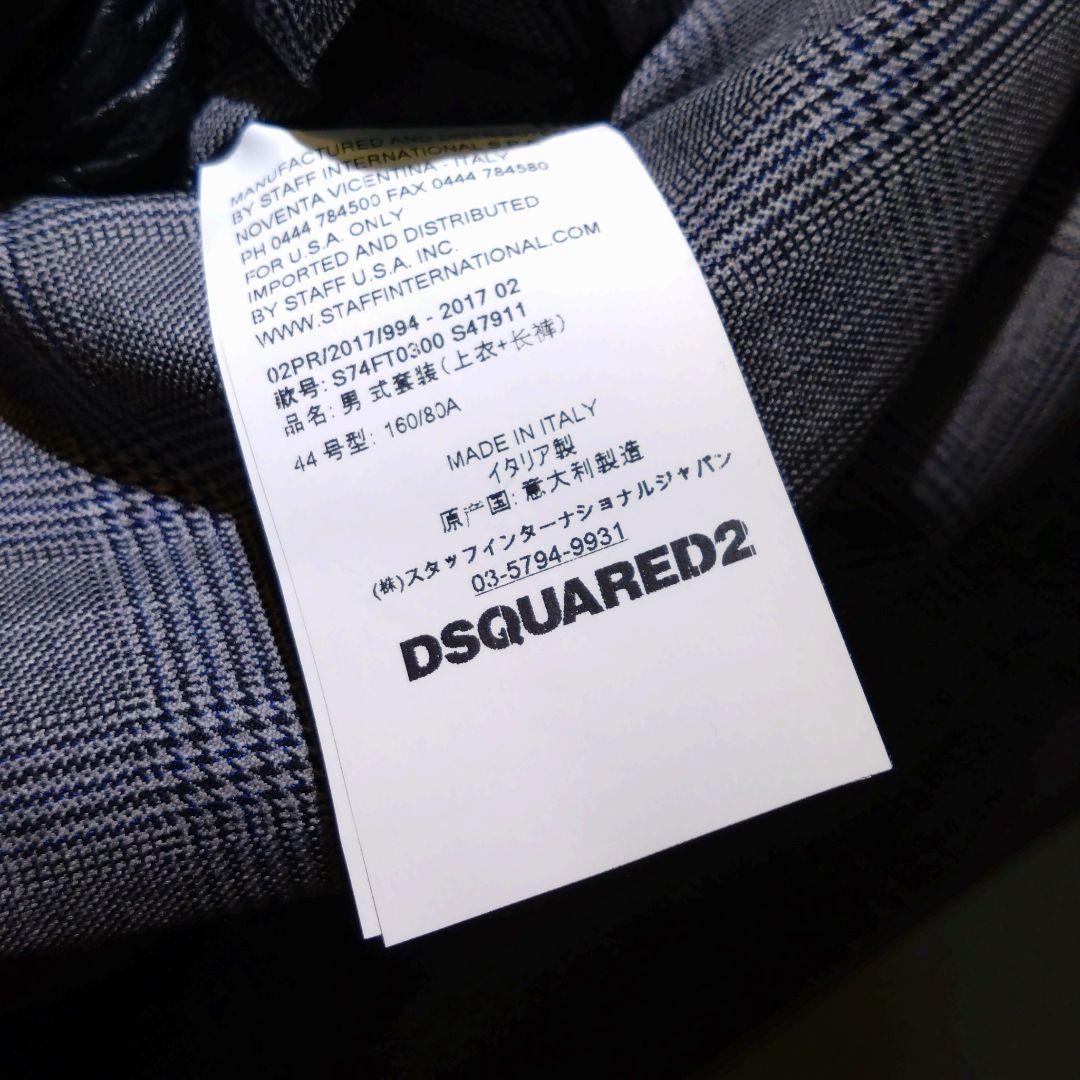 MANUFACTURED AND DISTRIBUTED
BY STAFF INTERNATIONAL S.P.A.
NOVENTA VICENTINA - ITALY
PH 0444 784500 FAX 0444 784580
FOR U.S.A. ONLY
IMPORTED AND DISTRIBUTED
BY STAFF U.S.A. INC.
WWW.STAFFINTERNATIONAL.COM
02PR/2017/994 - 2017 02
款号: S74FT0300 S47911
品名: 男式套装(上衣+长裤)
44 号型: 160/80A
MADE IN ITALY
イタリア製
原产国: 意大利製造
(株)スタッフインターナショナルジャパン
03-5794-9931
DSQUARED2